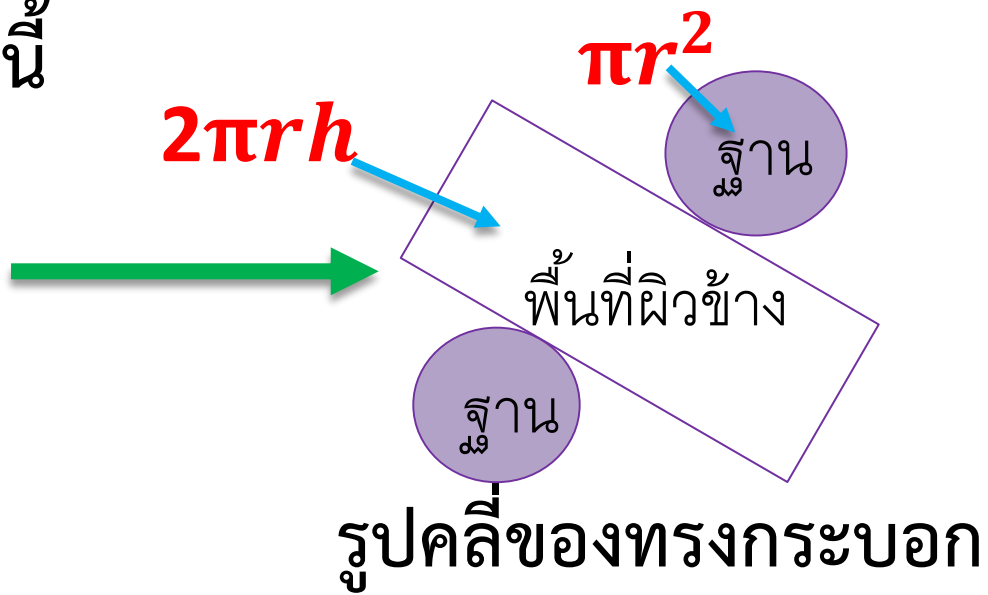 นี้
πr²
2πrh
ฐาน
พื้นที่ผิวข้าง
ฐาน
รูปคลี่ของทรงกระบอก